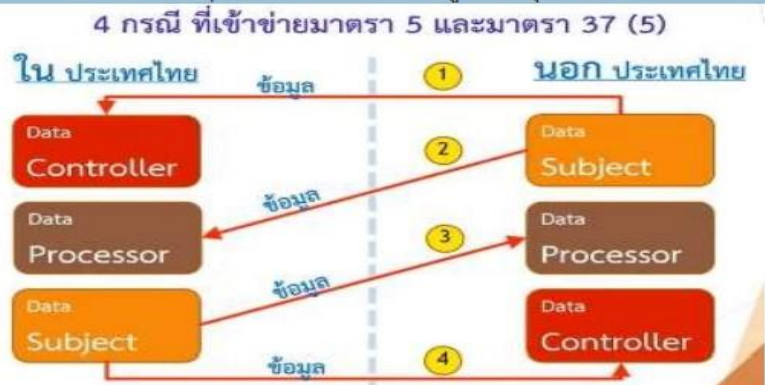 4 กรณี ที่เข้าข่ายมาตรา 5 และมาตรา 37 (5)
ใน ประเทศไทย
นอก ประเทศไทย
ข้อมูล
1
Data
Controller
Data
Subject
2
ข้อมูล
Data
Processor
3
Data
Processor
ข้อมูล
Data
Subject
Data
Controller
ข้อมูล
4